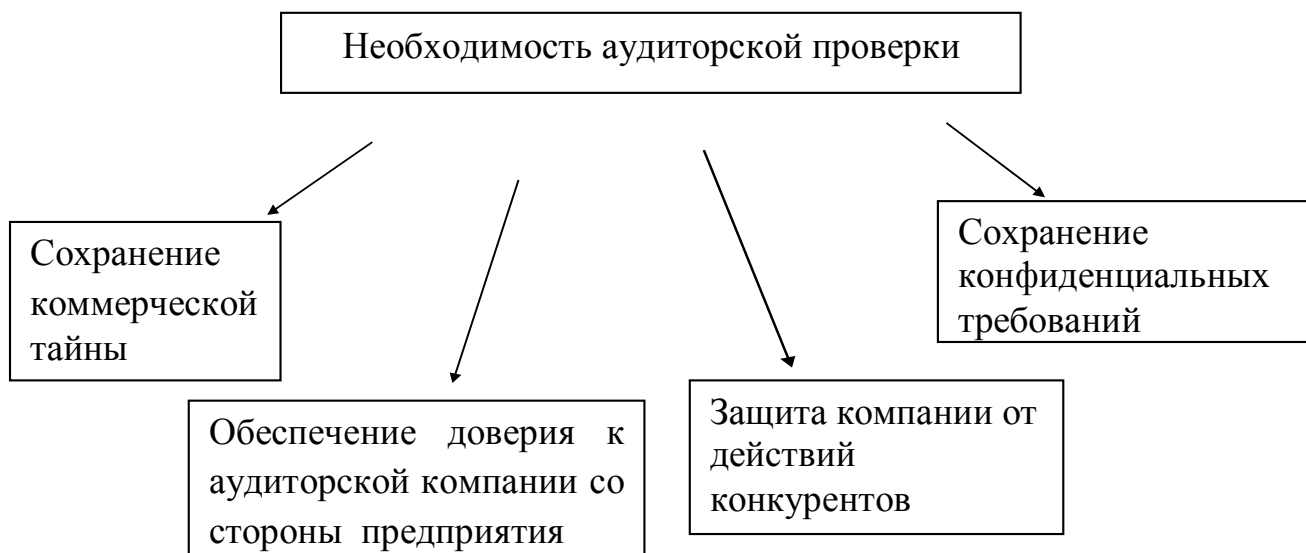 Необходимость аудиторской проверки
Сохранение
коммерческой
тайны
Обеспечение доверия к
аудиторской компании со
стороны предприятия
Защита компании от
действий
конкурентов
Сохранение
конфиденциальных
требований